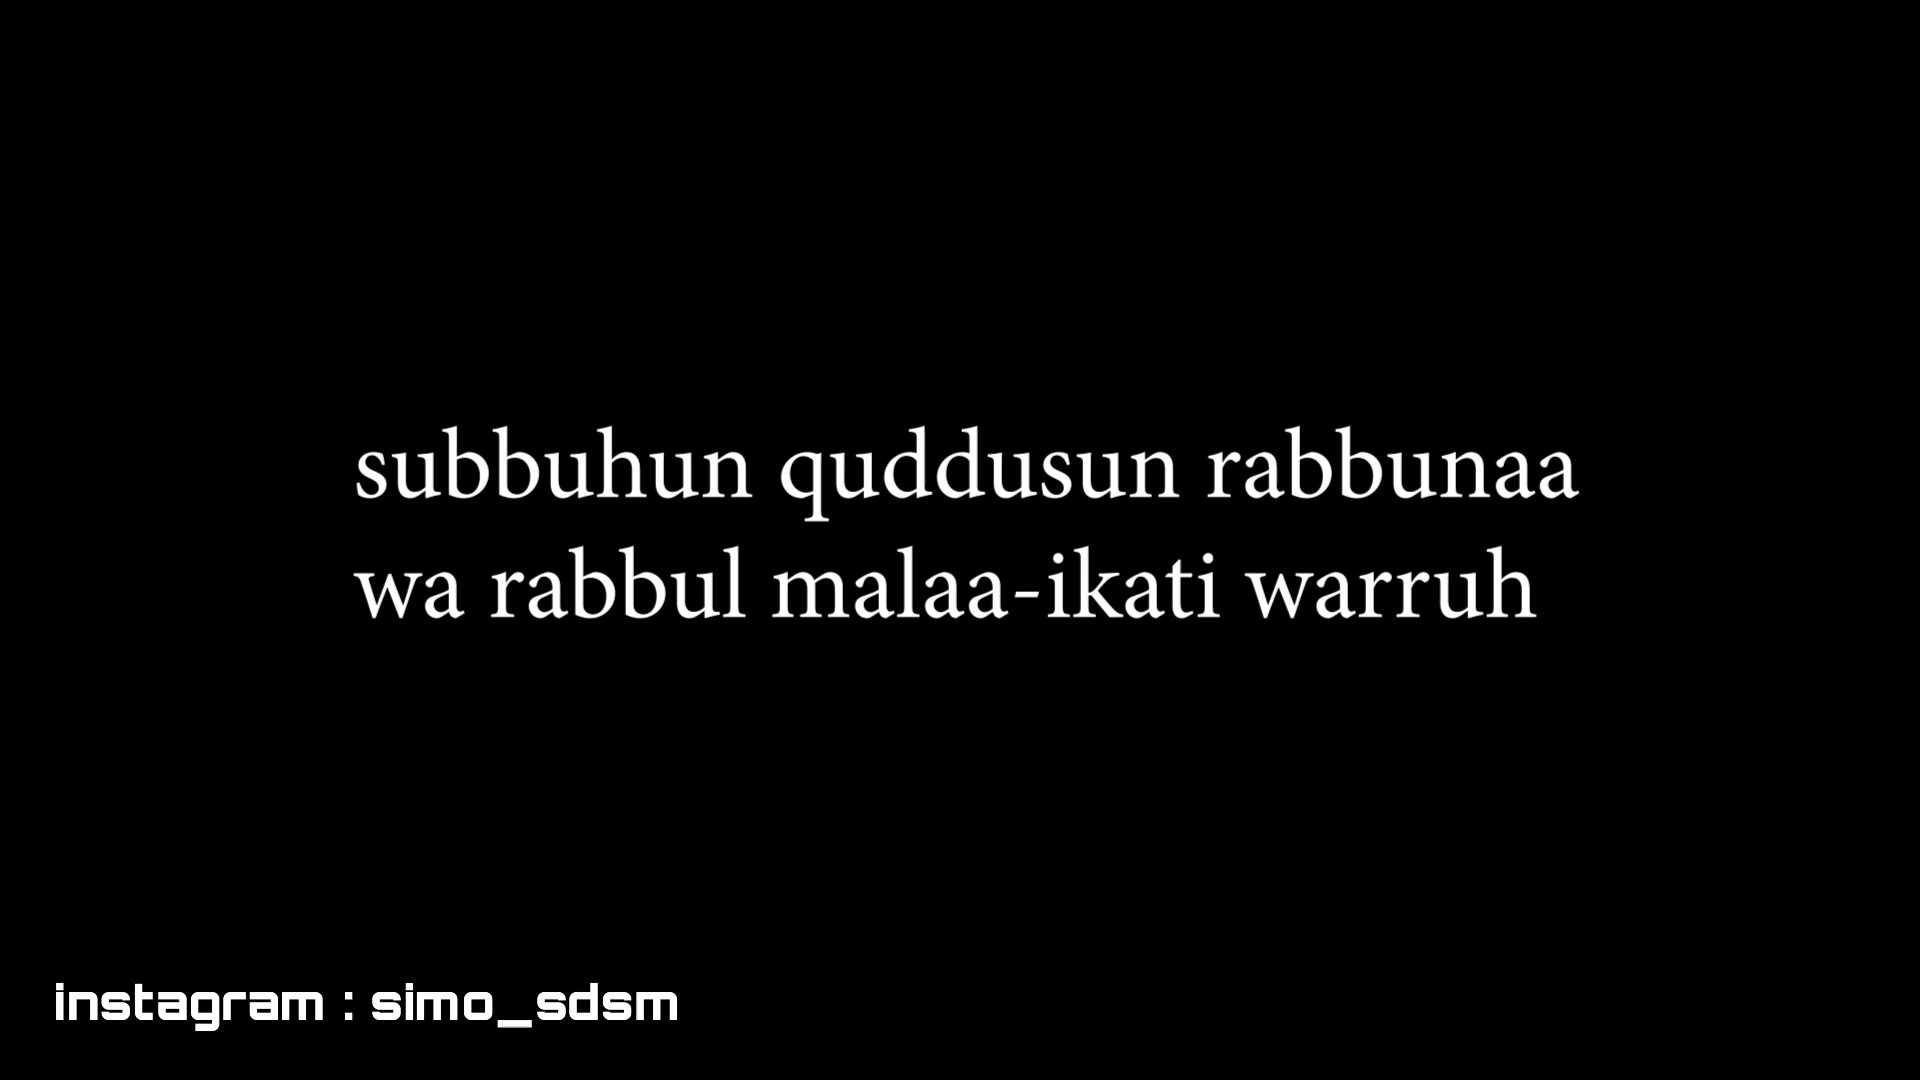 subbuhun quddusun rabbunaa
wa rabbul malaa-ikati warruh
instagram : simo_sdsm